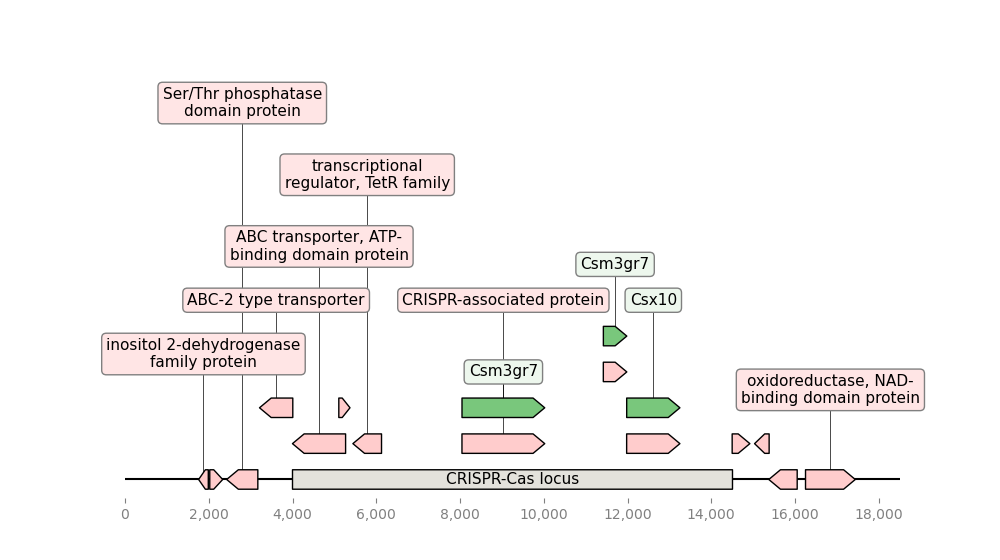 Ser/Thr phosphatase
domain protein
transcriptional
regulator, TetR family
ABC transporter, ATP-
binding domain protein
Csm3gr7
ABC-2 type transporter
CRISPR-associated protein
Csx10
inositol 2-dehydrogenase
family protein
Csm3gr7
oxidoreductase, NAD-
binding domain protein
CRISPR-Cas locus
0
2,000
4,000
6,000
8,000
10,000
12,000
14,000
16,000
18,000